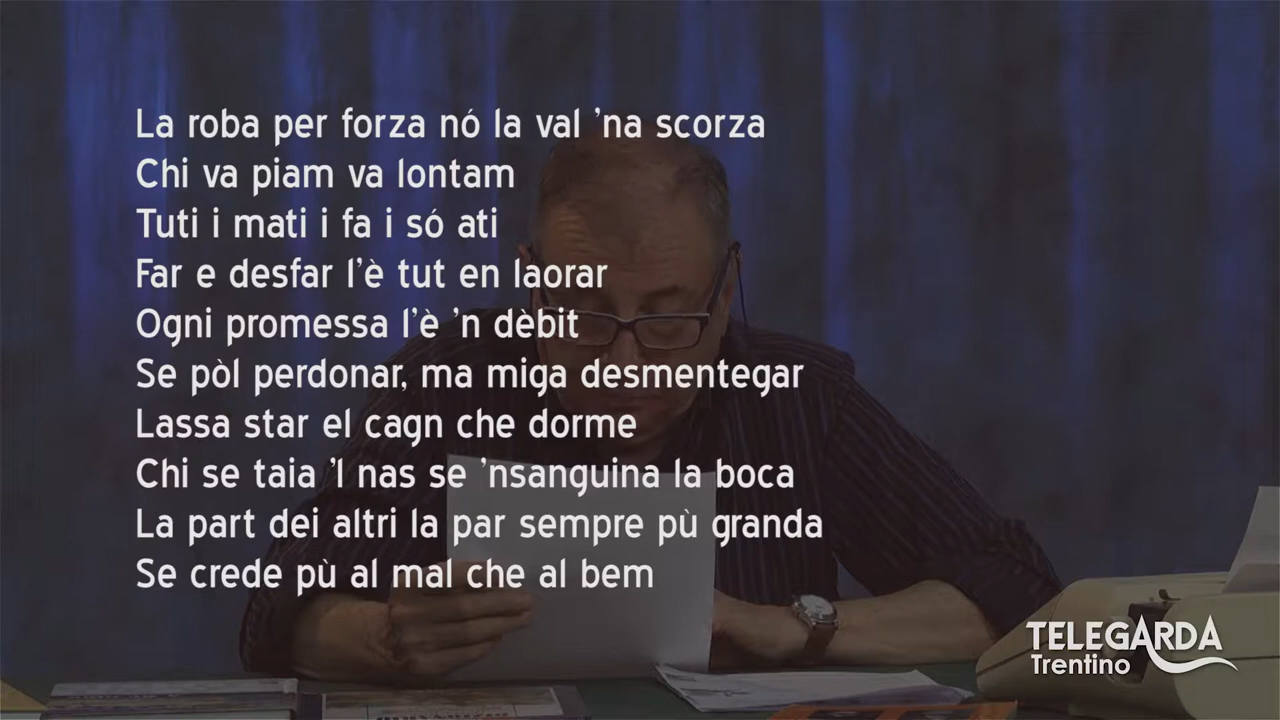 La roba per forza nó la val 'na scorza
Chi va piam va lontam
Tuti i mati i fa i só ati
Far e desfar l'è tut en laorar
Ogni promessa l'è 'n dèbit
Se pòl perdonar, ma miga desmentegar
Lassa star el cagn che dorme
Chi se taia 'l nas se 'nsanguina la boca
La part dei altri la par sempre pù granda
Se crede pù al mal che al bem
TELEGARDA
Trentino